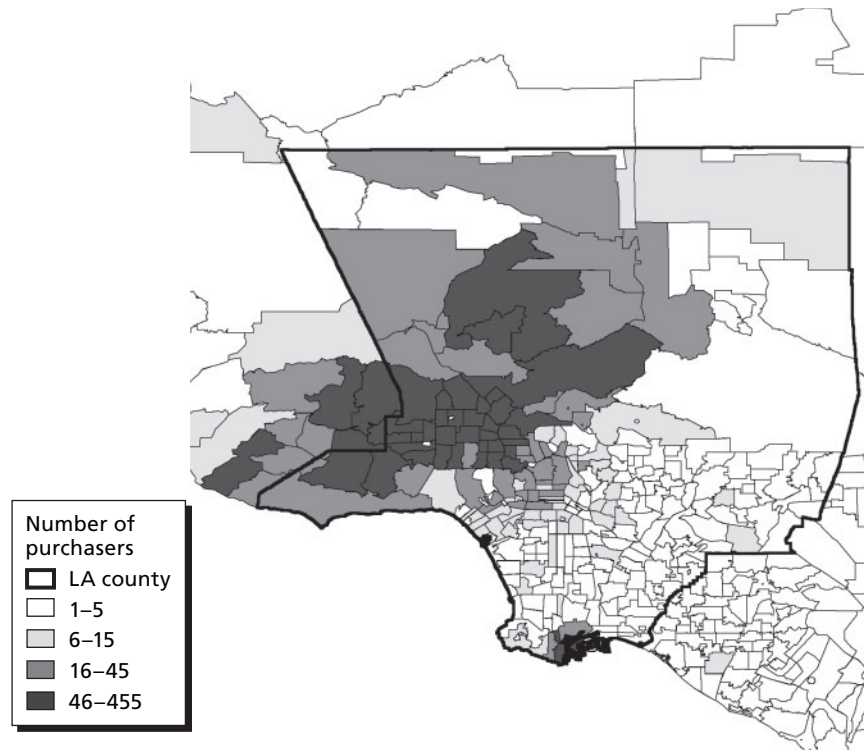 Number of
purchasers
LA county
1–5
6–15
16–45
46–455